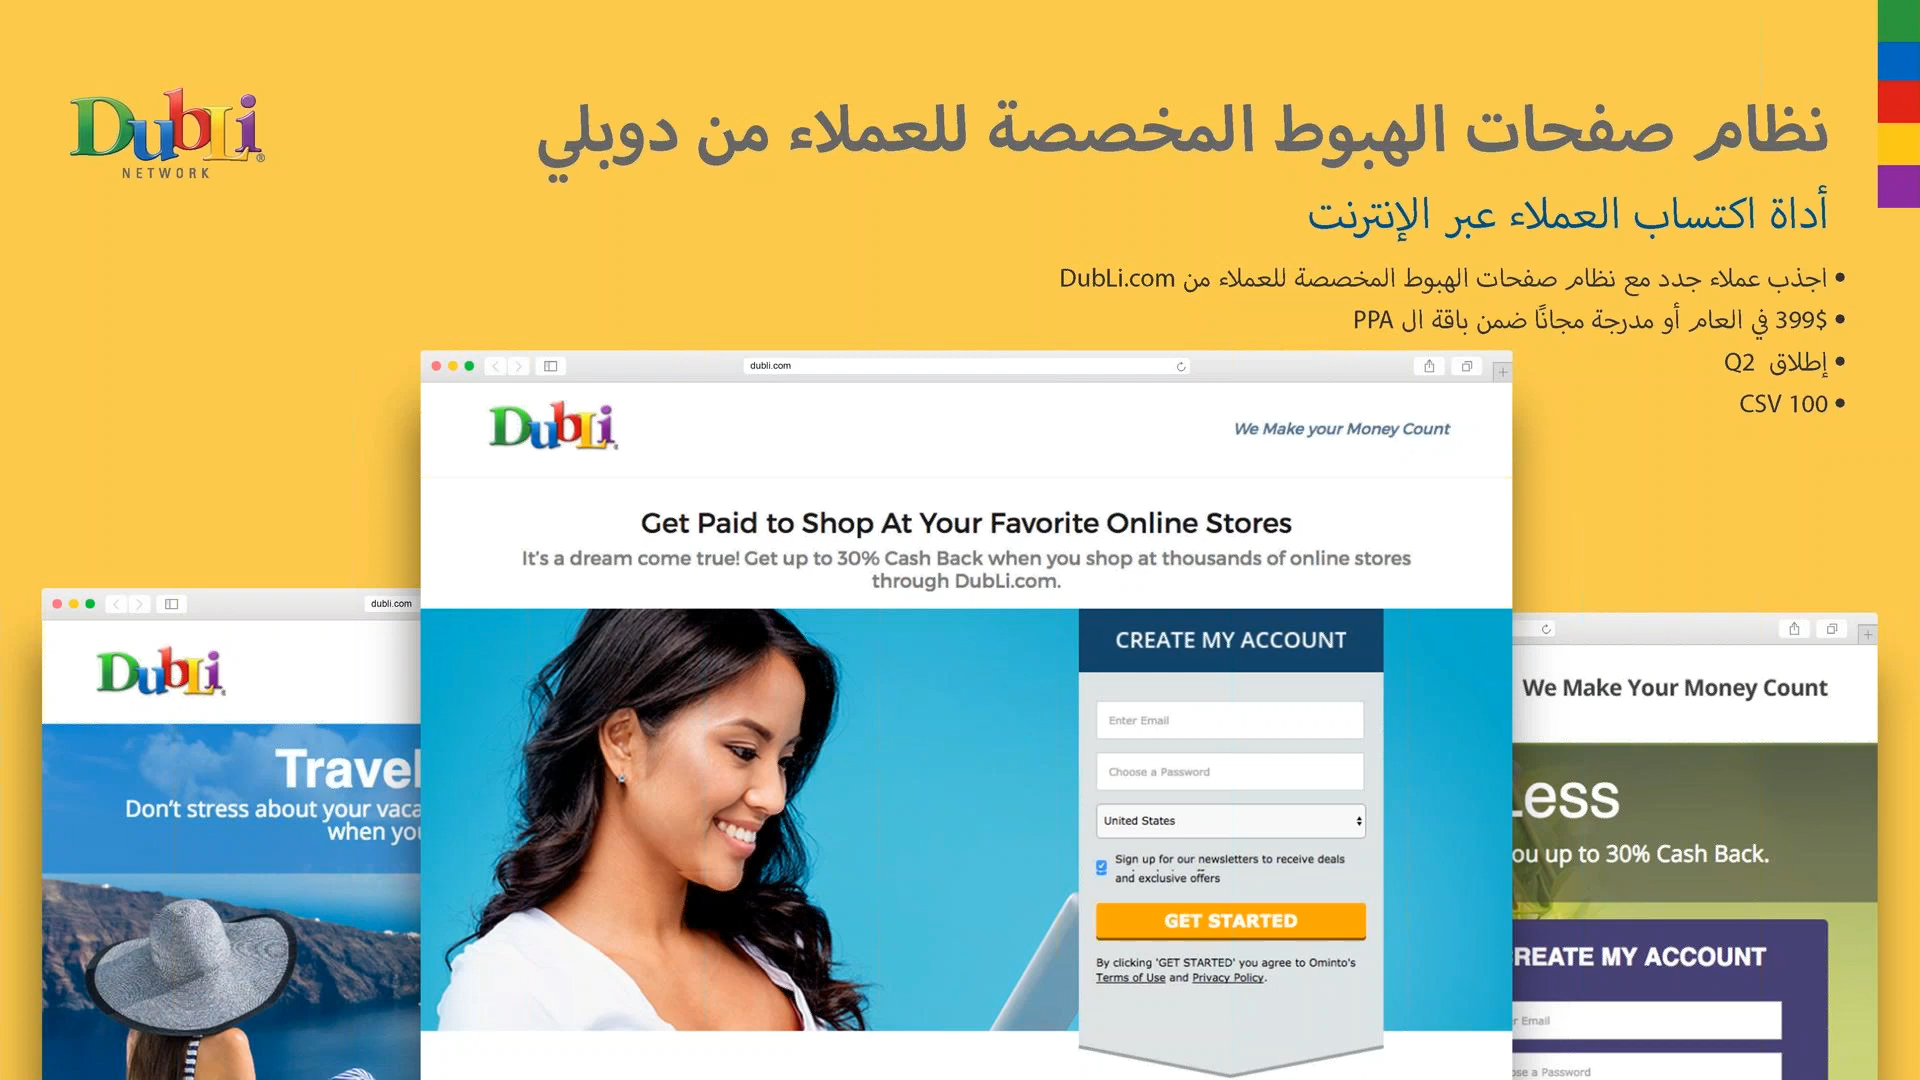 DubLi®
NETWORK
نظام صفحات الهبوط المخصصة للعملاء من دوبلي
أداة اكتساب العملاء عبر الإنترنت
• اجذب عملاء جدد مع نظام صفحات الهبوط المخصصة للعملاء من DubLi.com
• 399$ في العام أو مدرجة مجانًا ضمن باقة ال PPA
• إطلاق Q2
• CSV 100
dubli.com
DubLi®
We Make your Money Count
Get Paid to Shop At Your Favorite Online Stores
It's a dream come true! Get up to 30% Cash Back when you shop at thousands of online stores
through DubLi.com.
CREATE MY ACCOUNT
Enter Email
Choose a Password
United States
Sign up for our newsletters to receive deals
and exclusive offers
GET STARTED
By clicking 'GET STARTED' you agree to Ominto's
Terms of Use and Privacy Policy.
dubli.com
DubLi®
Travel
Don't stress about your vaca
when you
We Make Your Money Count
Less
ou up to 30% Cash Back.
REATE MY ACCOUNT
r Email
ose a Password